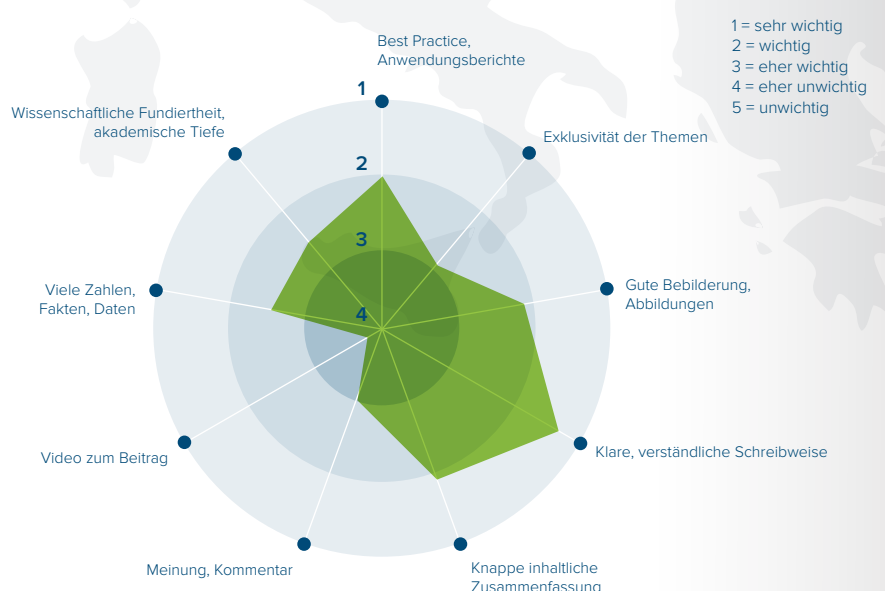 1 = sehr wichtig
2 = wichtig
3 = eher wichtig
4 = eher unwichtig
5 = unwichtig
Best Practice,
Anwendungsberichte
1
Wissenschaftliche Fundiertheit,
akademische Tiefe
Exklusivität der Themen
2
3
Viele Zahlen,
Fakten, Daten
Gute Bebilderung,
Abbildungen
4
Video zum Beitrag
Klare, verständliche Schreibweise
Meinung, Kommentar
Knappe inhaltliche
Zusammenfassung